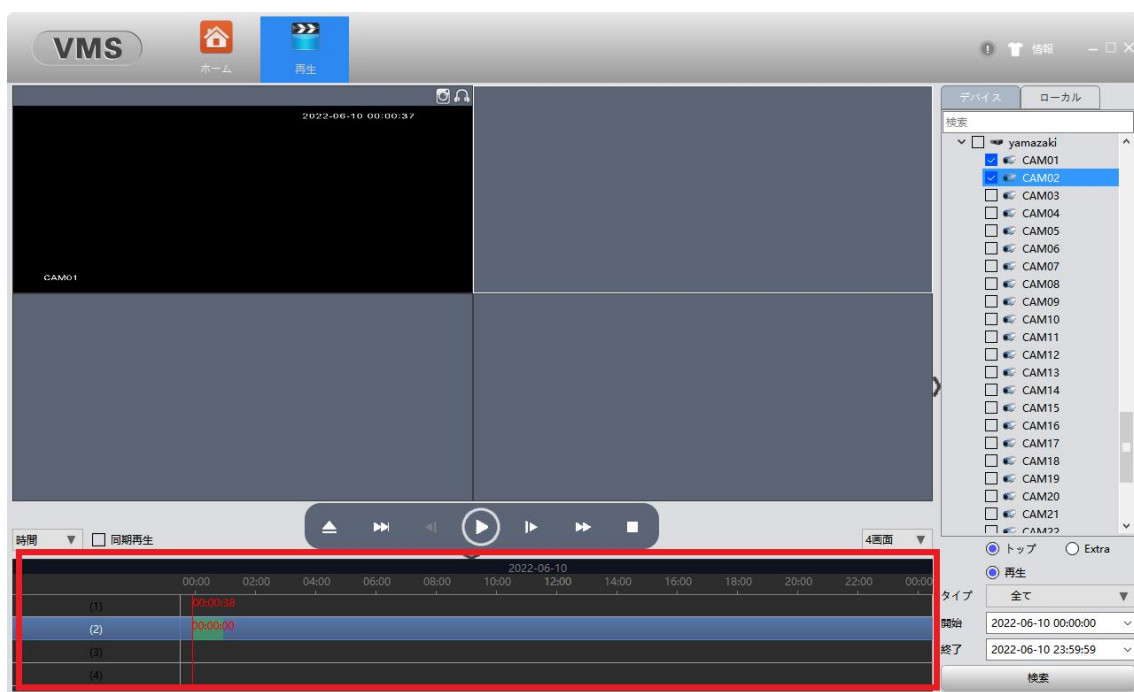 VMS
ホーム
再生
情報
2022-06-10 00:00:37
CAM01
デバイス
ローカル
検索
yamazaki
CAM01
CAM02
CAM03
CAM04
CAM05
CAM06
CAM07
CAM08
CAM09
CAM10
CAM11
CAM12
CAM13
CAM14
CAM15
CAM16
CAM17
CAM18
CAM19
CAM20
CAM21
CAM22
トップ Extra
再生
タイプ 全て
開始 2022-06-10 00:00:00
終了 2022-06-10 23:59:59
検索
時間 同期再生
4画面
2022-06-10
00:00 02:00 04:00 06:00 08:00 10:00 12:00 14:00 16:00 18:00 20:00 22:00 00:00
(1) 00:00:38
(2) 00:00:00
(3)
(4)